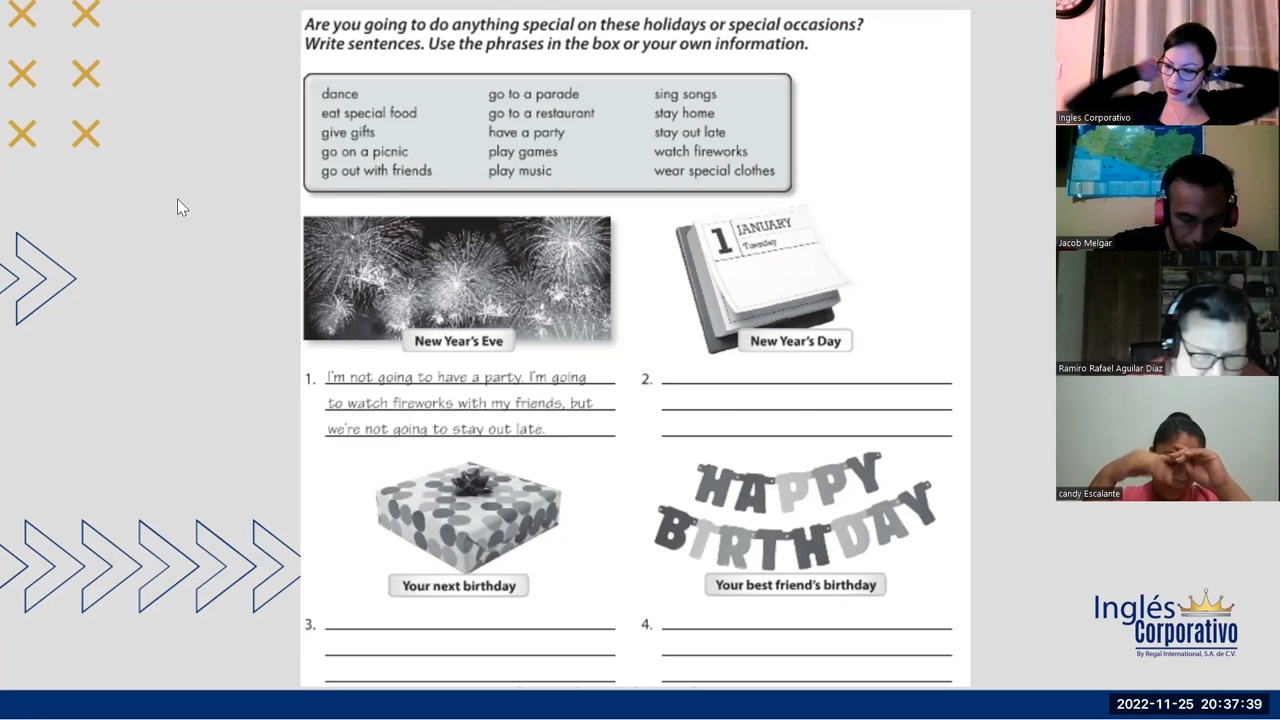 Are you going to do anything special on these holidays or special occasions?
Write sentences. Use the phrases in the box or your own information.
dance
eat special food
give gifts
go on a picnic
go out with friends
go to a parade
go to a restaurant
have a party
play games
play music
sing songs
stay home
stay out late
watch fireworks
wear special clothes
1 JANUARY
Tuesday
New Year's Eve
New Year's Day
1. I'm not going to have a party. I'm going
to watch fireworks with my friends, but
we're not going to stay out late.
2.
HAPPY
BIRTHDAY
Your next birthday
Your best friend's birthday
3.
4.
Ingles Corporativo
Jacob Melgar
Ramiro Rafael Aguilar Díaz
candy Escalante
Inglés
Corporativo
By Regal International, S.A. de C.V.
2022-11-25 20:37:39